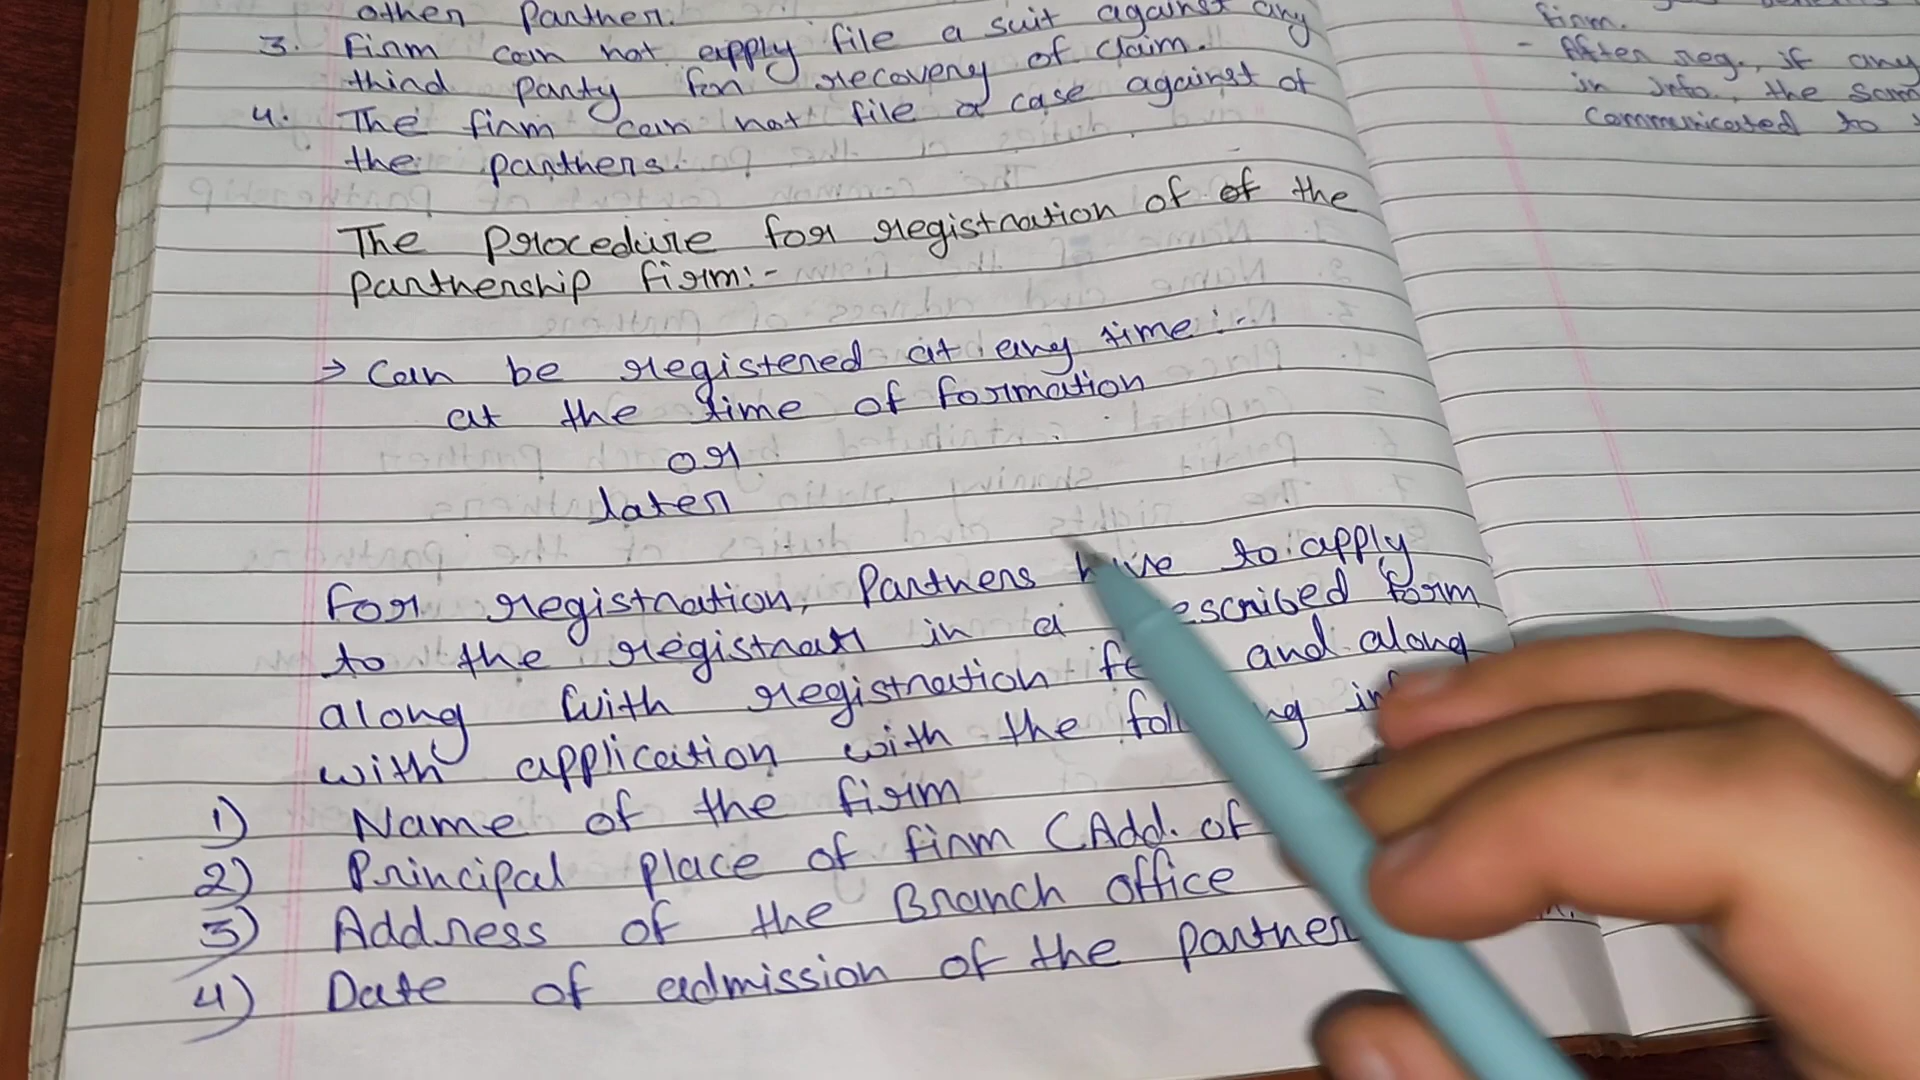 other Partner.
3. Firm can not apply file a suit against any
third party for recovery of claim.
4. The firm can not file a case against of
the partners.
The Procedure for registration of of the
Partnership firm:-
→ Can be registered at any time :-
at the time of formation
or
later
For registration, Partners have to apply
to the registrar in a form
along with registration and along
with application with the
1) Name of the firm
2) Principal place of firm (Add. of
3) Address of the Branch office
4) Date of admission of the partner
firm.
- After reg., if any
in info, the
Communicated to